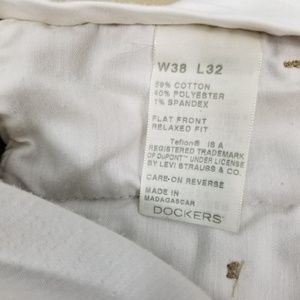 W38 L32
59% COTTON
40% POLYESTER
1% SPANDEX
FLAT FRONT
RELAXED FIT
Teflon® IS A
REGISTERED TRADEMARK
OF DUPONT™ UNDER LICENSE
BY LEVI STRAUSS & CO.
CARE-ON REVERSE
MADE IN
MADAGASCAR
DOCKERS®